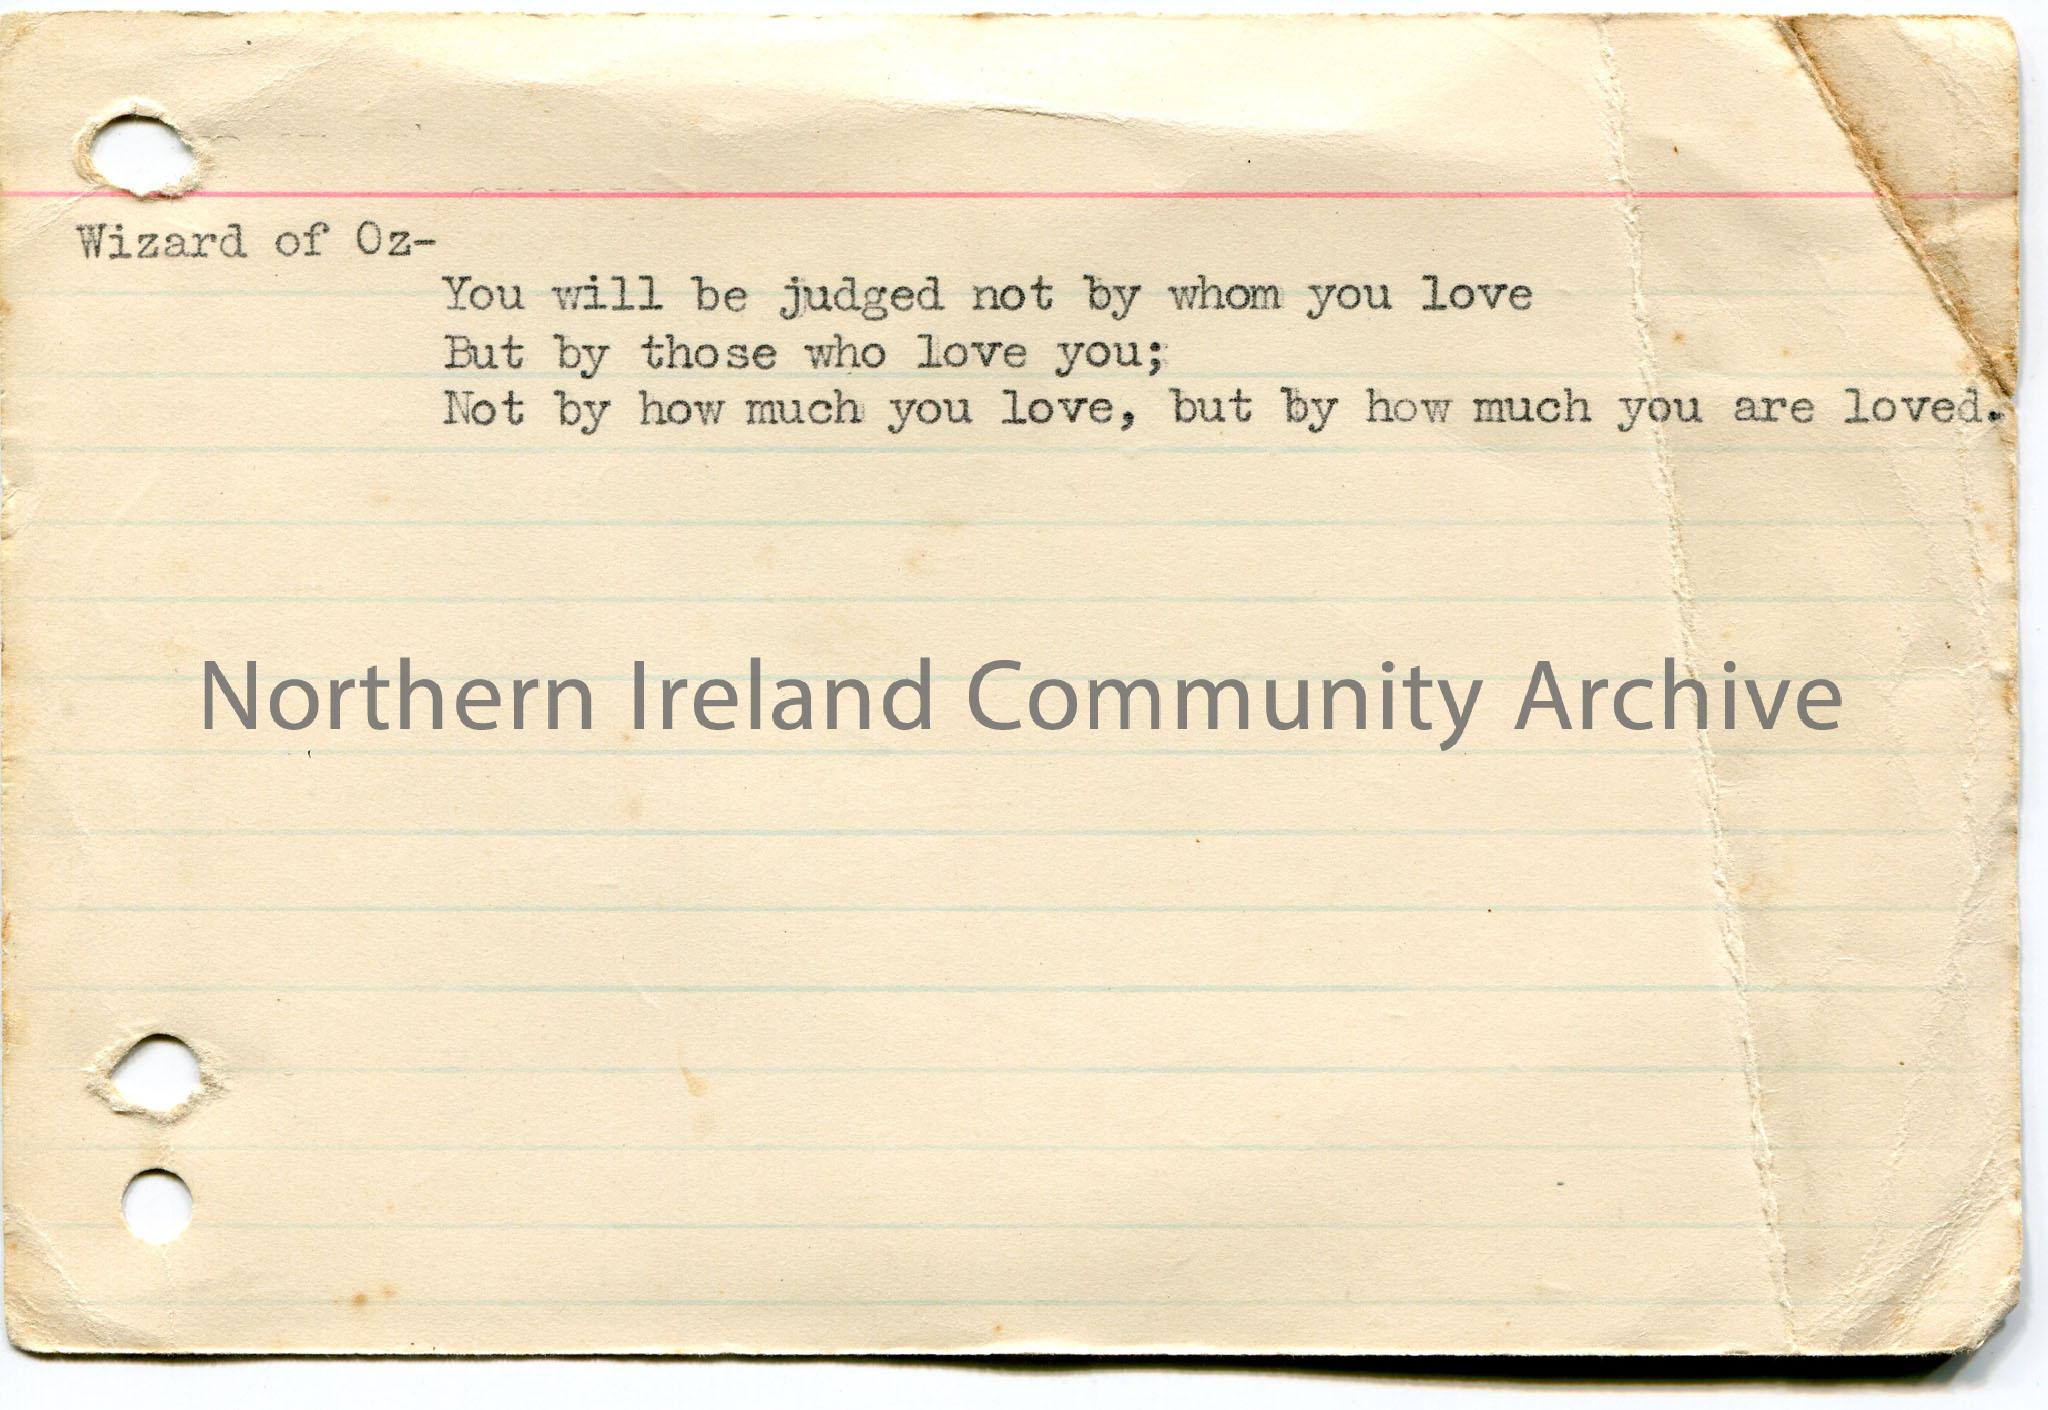 Wizard of Oz-
You will be judged not by whom you love
But by those who love you;
Not by how much you love, but by how much you are loved.
Northern Ireland Community Archive